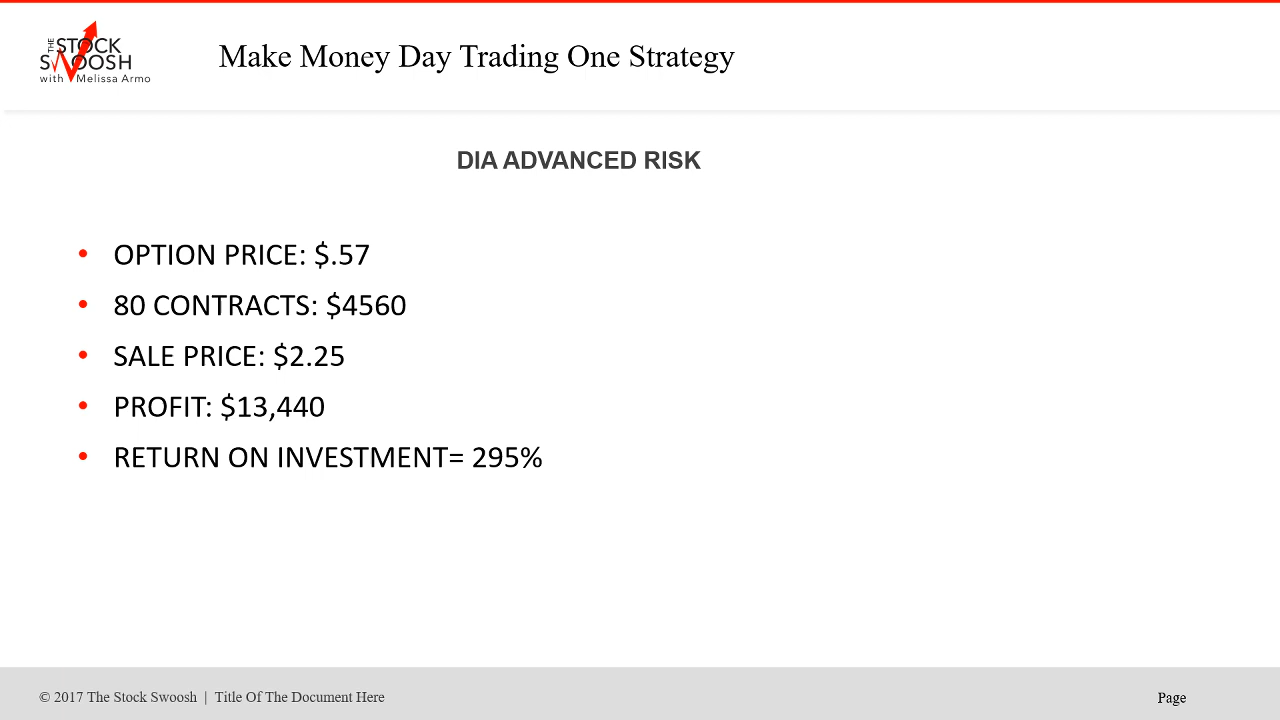 THE STOCK
SWOOSH
with Melissa Armo
Make Money Day Trading One Strategy
DIA ADVANCED RISK
• OPTION PRICE: $.57
• 80 CONTRACTS: $4560
• SALE PRICE: $2.25
• PROFIT: $13,440
• RETURN ON INVESTMENT= 295%
© 2017 The Stock Swoosh | Title Of The Document Here
Page